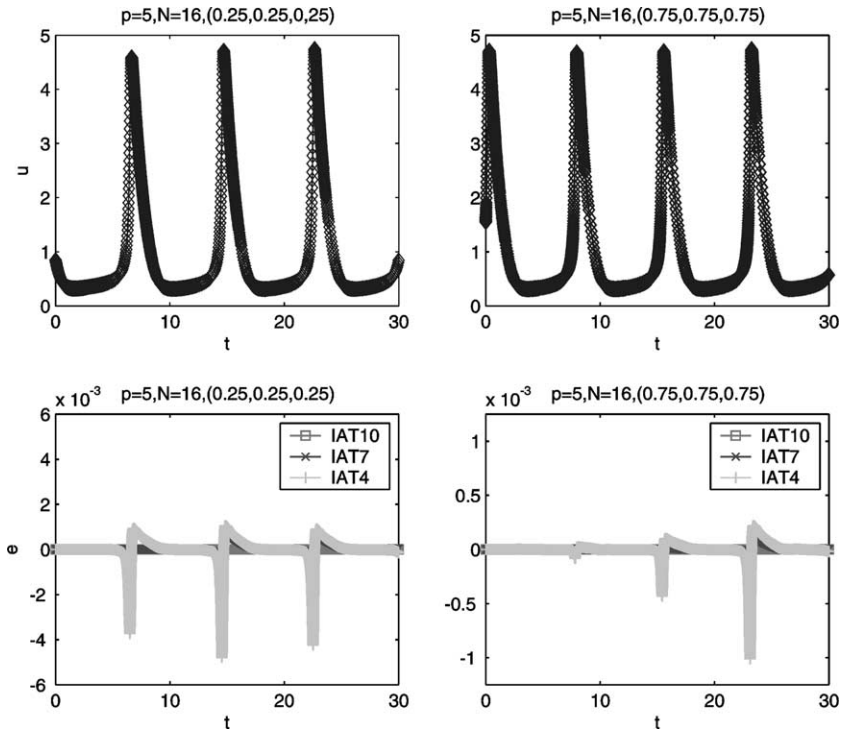 p=5,N=16,(0.25,0.25,0,25)
5
4
3
2
1
0
u
0 10 20 30
t
p=5,N=16,(0.75,0.75,0.75)
5
4
3
2
1
0
0 10 20 30
t
x 10⁻³
p=5,N=16,(0.25,0.25,0.25)
6
4
2
0
-2
-4
-6
e
IAT10
IAT7
IAT4
0 10 20 30
t
x 10⁻³
p=5,N=16,(0.75,0.75,0.75)
1
0.5
0
-0.5
-1
IAT10
IAT7
IAT4
0 10 20 30
t